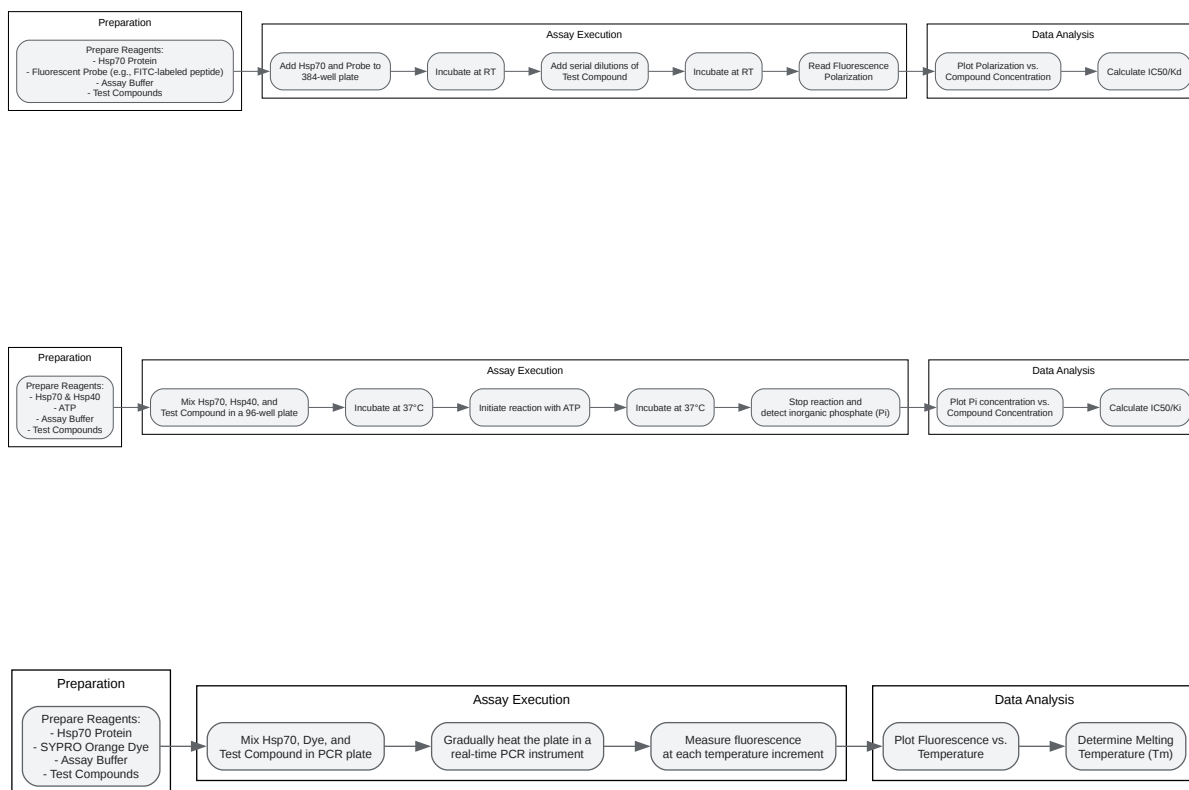 Preparation
Prepare Reagents:
- Hsp70 Protein
- Fluorescent Probe (e.g., FITC-labeled peptide)
- Assay Buffer
- Test Compounds
Assay Execution
Add Hsp70 and Probe to
384-well plate
Incubate at RT
Add serial dilutions of
Test Compound
Incubate at RT
Read Fluorescence
Polarization
Data Analysis
Plot Polarization vs.
Compound Concentration
Calculate IC50/Kd
Preparation
Prepare Reagents:
- Hsp70 & Hsp40
- ATP
- Assay Buffer
- Test Compounds
Assay Execution
Mix Hsp70, Hsp40, and
Test Compound in a 96-well plate
Incubate at 37°C
Initiate reaction with ATP
Incubate at 37°C
Stop reaction and
detect inorganic phosphate (Pi)
Data Analysis
Plot Pi concentration vs.
Compound Concentration
Calculate IC50/Ki
Preparation
Prepare Reagents:
- Hsp70 Protein
- SYPRO Orange Dye
- Assay Buffer
- Test Compounds
Assay Execution
Mix Hsp70, Dye, and
Test Compound in PCR plate
Gradually heat the plate in a
real-time PCR instrument
Measure fluorescence
at each temperature increment
Data Analysis
Plot Fluorescence vs.
Temperature
Determine Melting
Temperature (Tm)